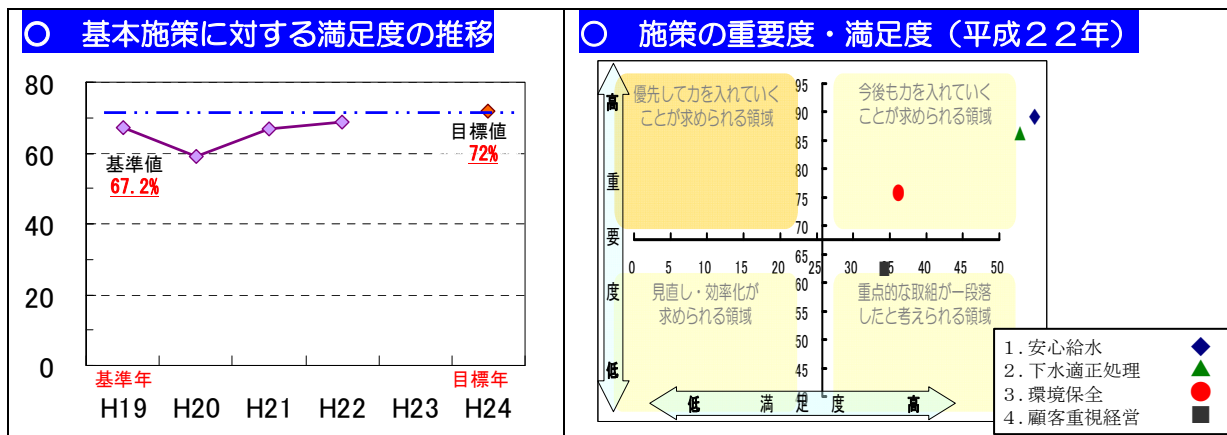 ○ 基本施策に対する満足度の推移
80
60
40
20
0
基準値
67.2%
目標値
72%
基準年
目標年
H19 H20 H21 H22 H23 H24
○ 施策の重要度・満足度（平成２２年）
高
重
要
度
低
優先して力を入れていく
ことが求められる領域
今後も力を入れていく
ことが求められる領域
95
90
85
80
75
70
65
60
55
50
45
40
0 5 10 15 20 25 30 35 40 45 50
見直し・効率化が
求められる領域
重点的な取組が一段落
したと考えられる領域
低 満 足 度 高
1.安心給水
2.下水適正処理
3.環境保全
4.顧客重視経営